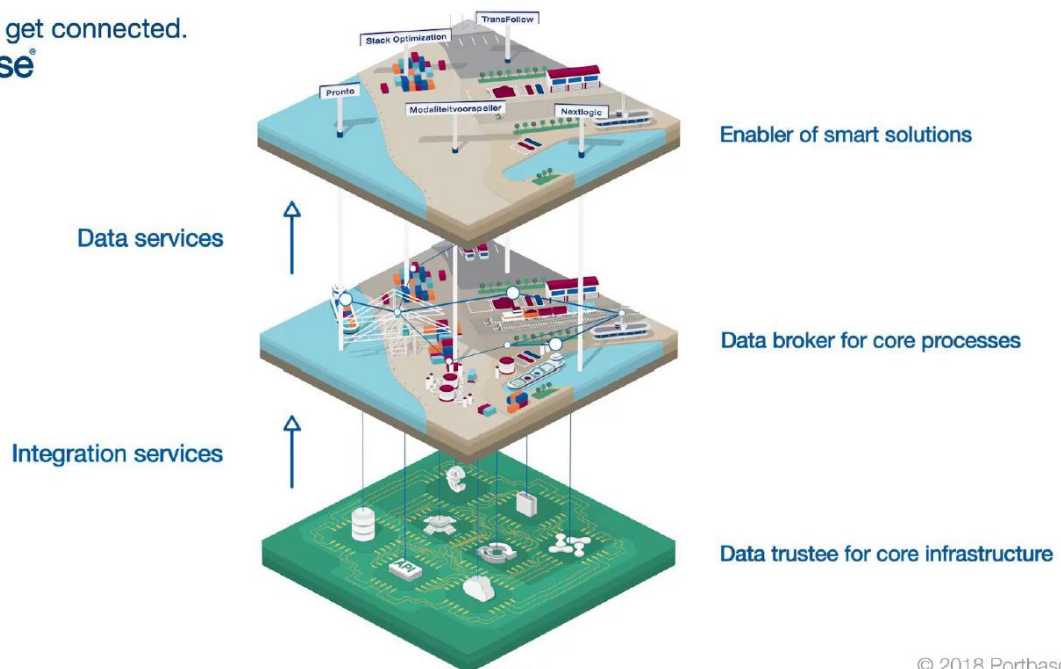 get connected.
se®
TransFollow
Stack Optimization
Pronto
Modaliteitvoorspeller
Nextlogic
Enabler of smart solutions
Data services
Data broker for core processes
Integration services
API
Data trustee for core infrastructure
© 2018 Portbase